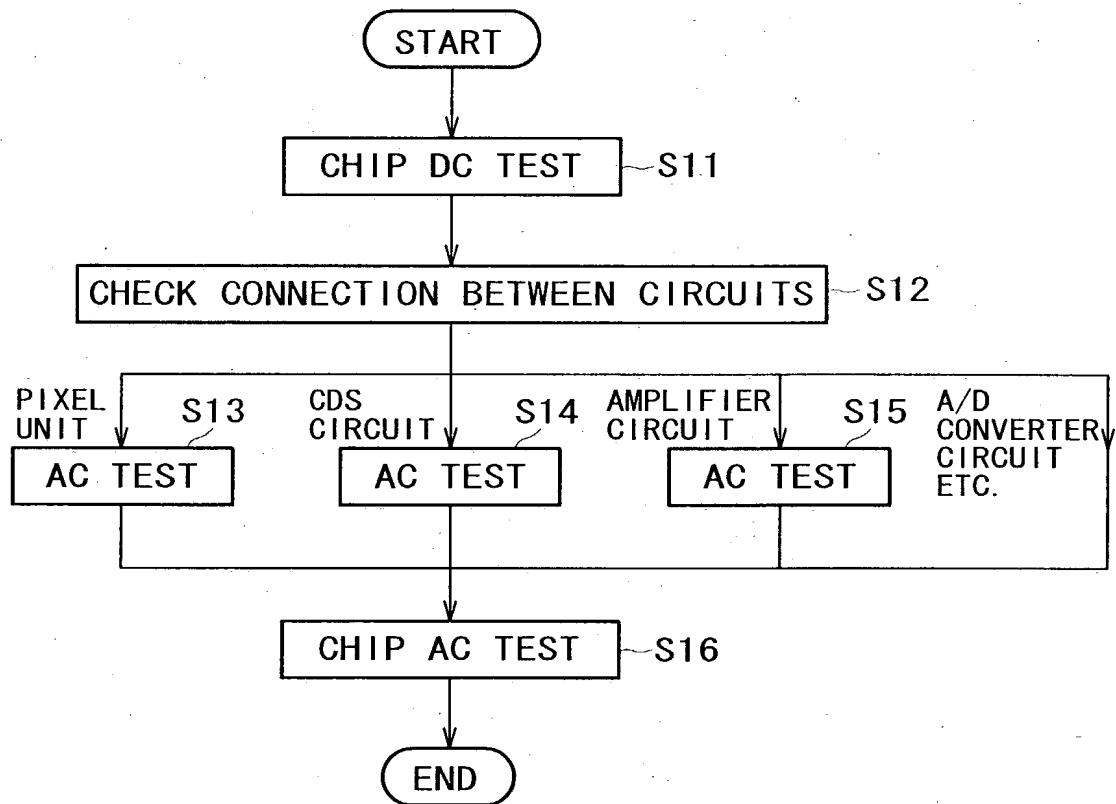 START
CHIP DC TEST
S11
CHECK CONNECTION BETWEEN CIRCUITS
S12
PIXEL
UNIT
S13
AC TEST
CDS
CIRCUIT
S14
AC TEST
AMPLIFIER
CIRCUIT
S15
AC TEST
A/D
CONVERTER
CIRCUIT
ETC.
CHIP AC TEST
S16
END